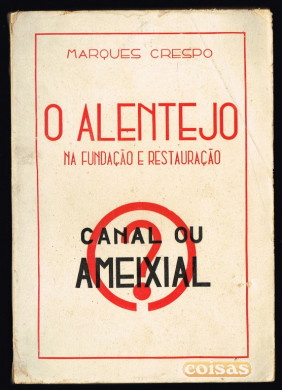 MARQUES CRESPO
O ALENTEJO
NA FUNDAÇÃO E RESTAURAÇÃO
?
CANAL OU
AMEIXIAL
coisas